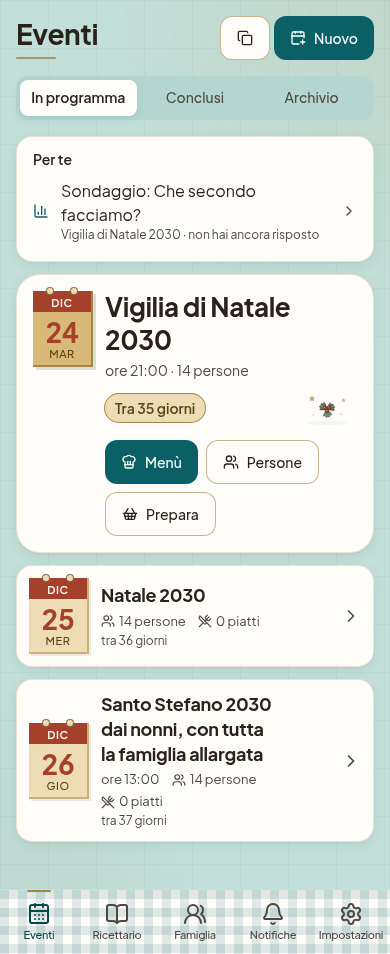 Eventi
Nuovo
In programma
Conclusi
Archivio
Per te
Sondaggio: Che secondo
facciamo?
Vigilia di Natale 2030 · non hai ancora risposto
DIC
24
MAR
Vigilia di Natale
2030
ore 21:00 · 14 persone
Tra 35 giorni
Menù
Persone
Prepara
DIC
25
MER
Natale 2030
14 persone
0 piatti
tra 36 giorni
DIC
26
GIO
Santo Stefano 2030
dai nonni, con tutta
la famiglia allargata
ore 13:00
14 persone
0 piatti
tra 37 giorni
Eventi
Ricettario
Famiglia
Notifiche
Impostazioni